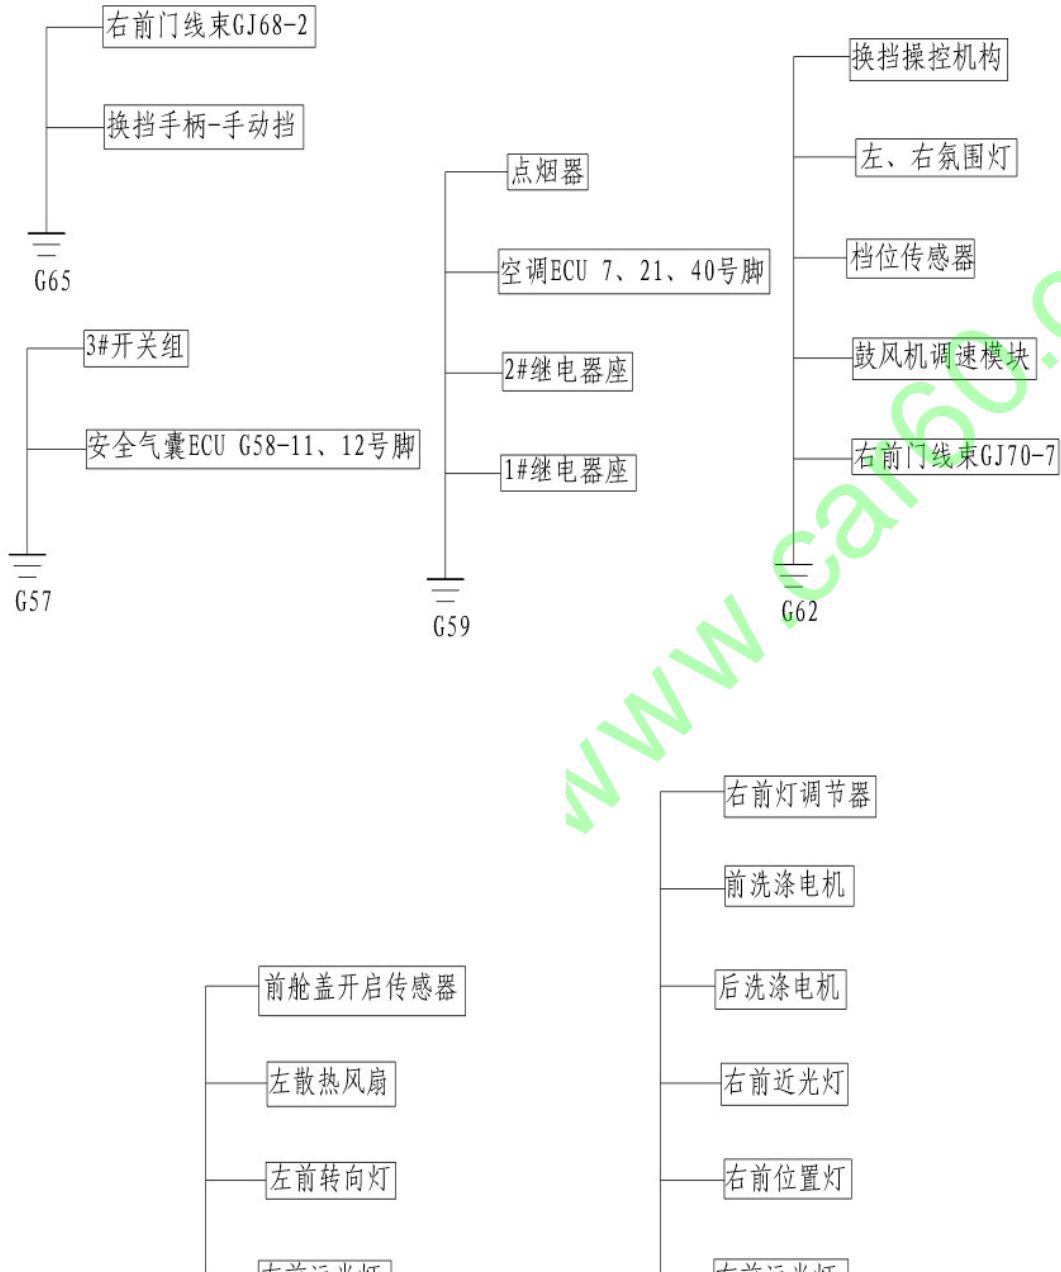 右前门线束GJ68-2
换挡手柄-手动挡
G65
3#开关组
安全气囊ECU G58-11、12号脚
G57
点烟器
空调ECU 7、21、40号脚
2#继电器座
1#继电器座
G59
换挡操控机构
左、右氛围灯
档位传感器
鼓风机调速模块
右前门线束GJ70-7
G62
www.car60.c
前舱盖开启传感器
左散热风扇
左前转向灯
右前灯调节器
前洗涤电机
后洗涤电机
右前近光灯
右前位置灯